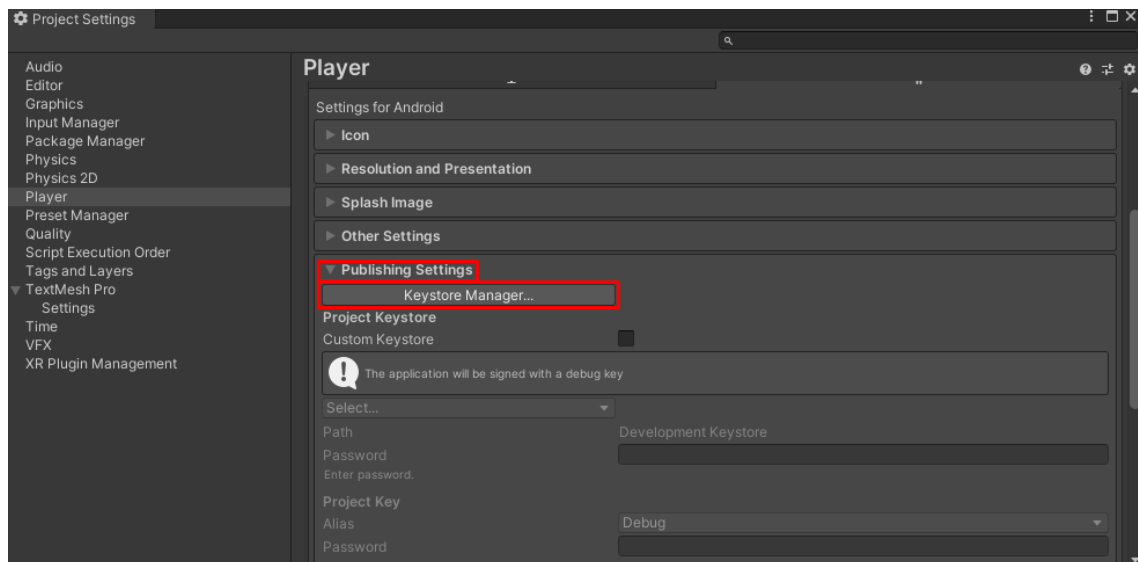 Project Settings
Audio
Editor
Graphics
Input Manager
Package Manager
Physics
Physics 2D
Player
Preset Manager
Quality
Script Execution Order
Tags and Layers
TextMesh Pro
Settings
Time
VFX
XR Plugin Management
Player
Settings for Android
Icon
Resolution and Presentation
Splash Image
Other Settings
Publishing Settings
Keystore Manager...
Project Keystore
Custom Keystore
The application will be signed with a debug key
Select...
Path Development Keystore
Password
Enter password.
Project Key
Alias Debug
Password